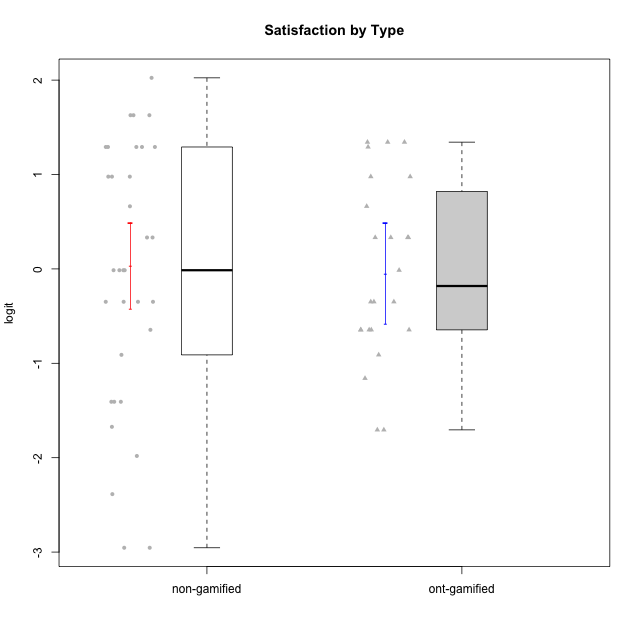 Satisfaction by Type
2
1
0
-1
-2
-3
logit
non-gamified
ont-gamified